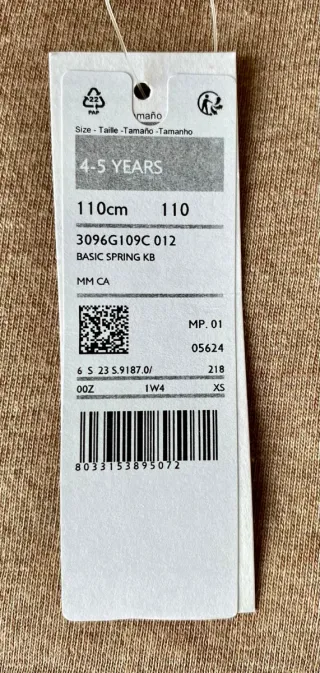 22
PAP
maño
Size - Taille -Tamaño -Tamanho
4-5 YEARS
110cm 110
3096G109C 012
BASIC SPRING KB
MM CA
MP. 01
05624
6 S 23 S.9187.0/ 218
00Z 1W4 XS
8033153895072